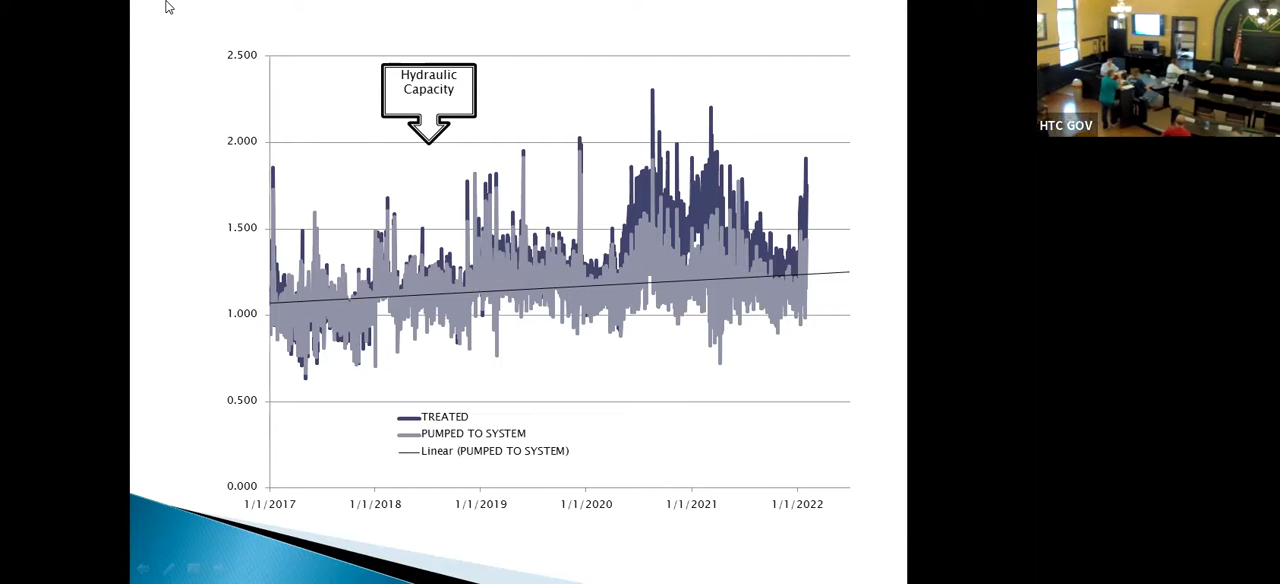 2.500
Hydraulic
Capacity
2.000
HTC GOV
1.500
1.000
0.500
TREATED
PUMPED TO SYSTEM
Linear (PUMPED TO SYSTEM)
0.000
1/1/2017 1/1/2018 1/1/2019 1/1/2020 1/1/2021 1/1/2022